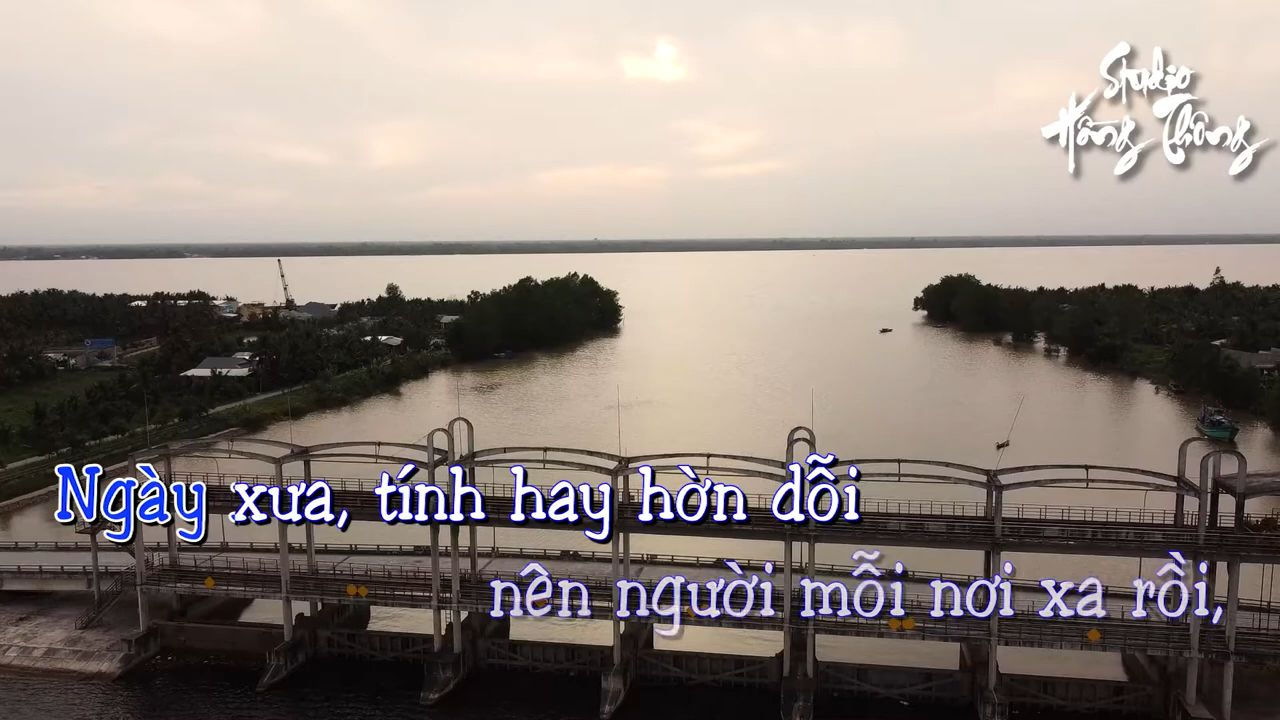 Studio
Hồng Thông
Ngày xưa, tính hay hờn dỗi
nên người mỗi nơi xa rồi,